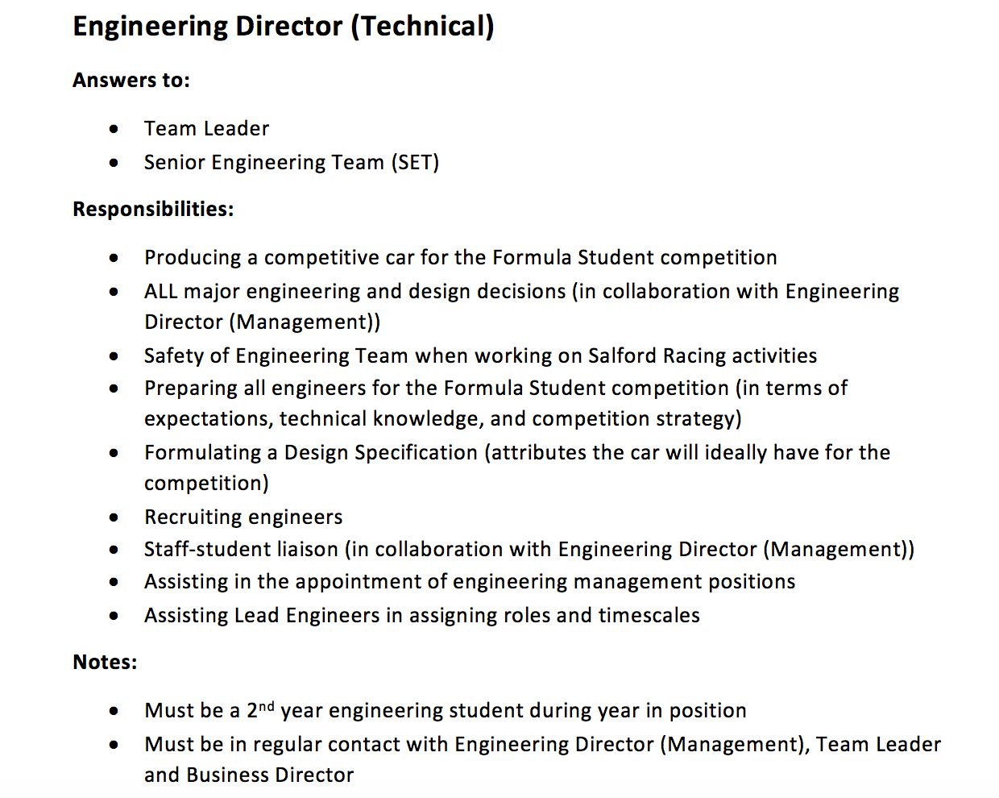 Engineering Director (Technical)
Answers to:
• Team Leader
• Senior Engineering Team (SET)
Responsibilities:
• Producing a competitive car for the Formula Student competition
• ALL major engineering and design decisions (in collaboration with Engineering
Director (Management))
• Safety of Engineering Team when working on Salford Racing activities
• Preparing all engineers for the Formula Student competition (in terms of
expectations, technical knowledge, and competition strategy)
• Formulating a Design Specification (attributes the car will ideally have for the
competition)
• Recruiting engineers
• Staff-student liaison (in collaboration with Engineering Director (Management))
• Assisting in the appointment of engineering management positions
• Assisting Lead Engineers in assigning roles and timescales
Notes:
• Must be a 2nd year engineering student during year in position
• Must be in regular contact with Engineering Director (Management), Team Leader
and Business Director